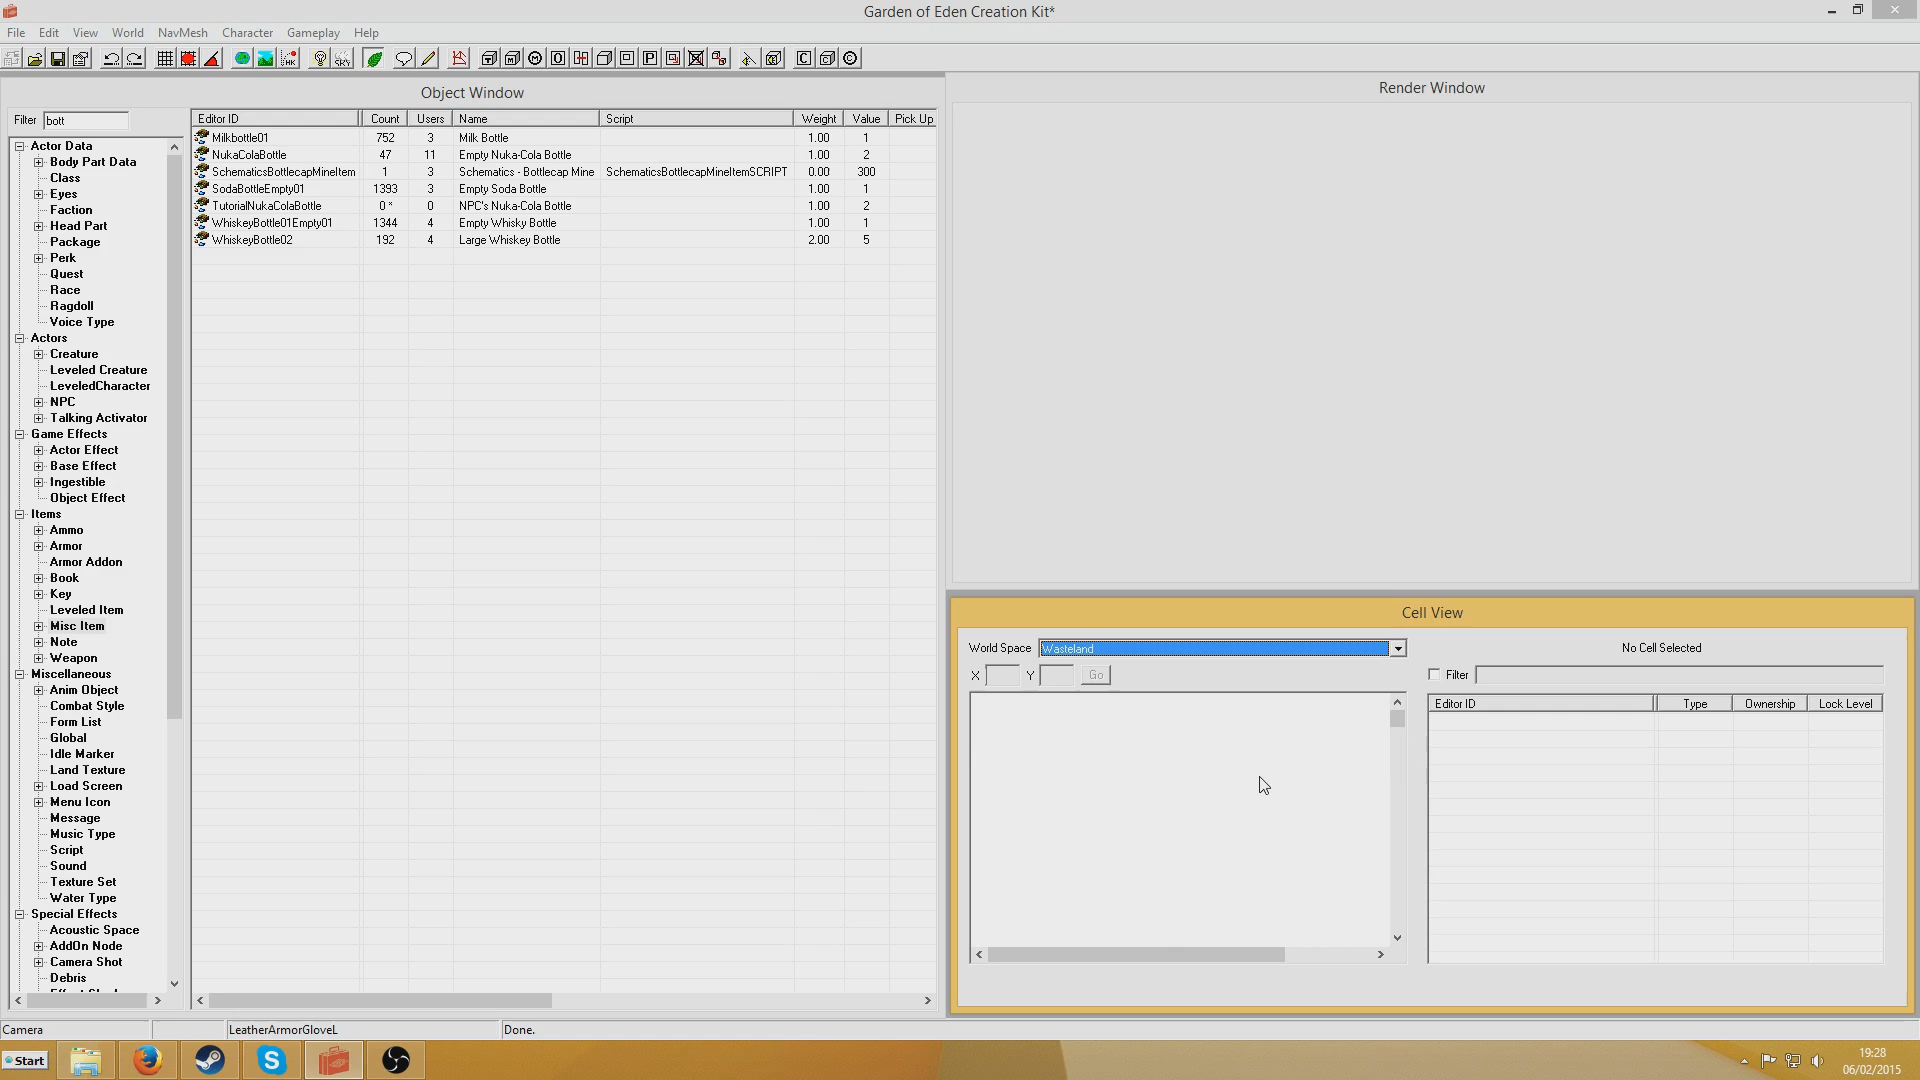 Garden of Eden Creation Kit*
File Edit View World NavMesh Character Gameplay Help
Object Window
Render Window
Filter bott
Editor ID Count Users Name Script Weight Value Pick Up
Milkbottle01 752 3 Milk Bottle 1.00 1
NukaColaBottle 47 11 Empty Nuka-Cola Bottle 1.00 2
SchematicsBottlecapMineItem 1 3 Schematics - Bottlecap Mine SchematicsBottlecapMineItemSCRIPT 0.00 300
SodaBottleEmpty01 1393 3 Empty Soda Bottle 1.00 1
TutorialNukaColaBottle 0 * 0 NPC's Nuka-Cola Bottle 1.00 2
WhiskeyBottle01Empty01 1344 4 Empty Whisky Bottle 1.00 1
WhiskeyBottle02 192 4 Large Whiskey Bottle 2.00 5
Actor Data
Body Part Data
Class
Eyes
Faction
Head Part
Package
Perk
Quest
Race
Ragdoll
Voice Type
Actors
Creature
Leveled Creature
LeveledCharacter
NPC
Talking Activator
Game Effects
Actor Effect
Base Effect
Ingestible
Object Effect
Items
Ammo
Armor
Armor Addon
Book
Key
Leveled Item
Misc Item
Note
Weapon
Miscellaneous
Anim Object
Combat Style
Form List
Global
Idle Marker
Land Texture
Load Screen
Menu Icon
Message
Music Type
Script
Sound
Texture Set
Water Type
Special Effects
Acoustic Space
AddOn Node
Camera Shot
Debris
Cell View
World Space Wasteland
No Cell Selected
X Y Go
Filter
Editor ID Type Ownership Lock Level
Camera LeatherArmorGloveL Done.
Start
19:28
06/02/2015